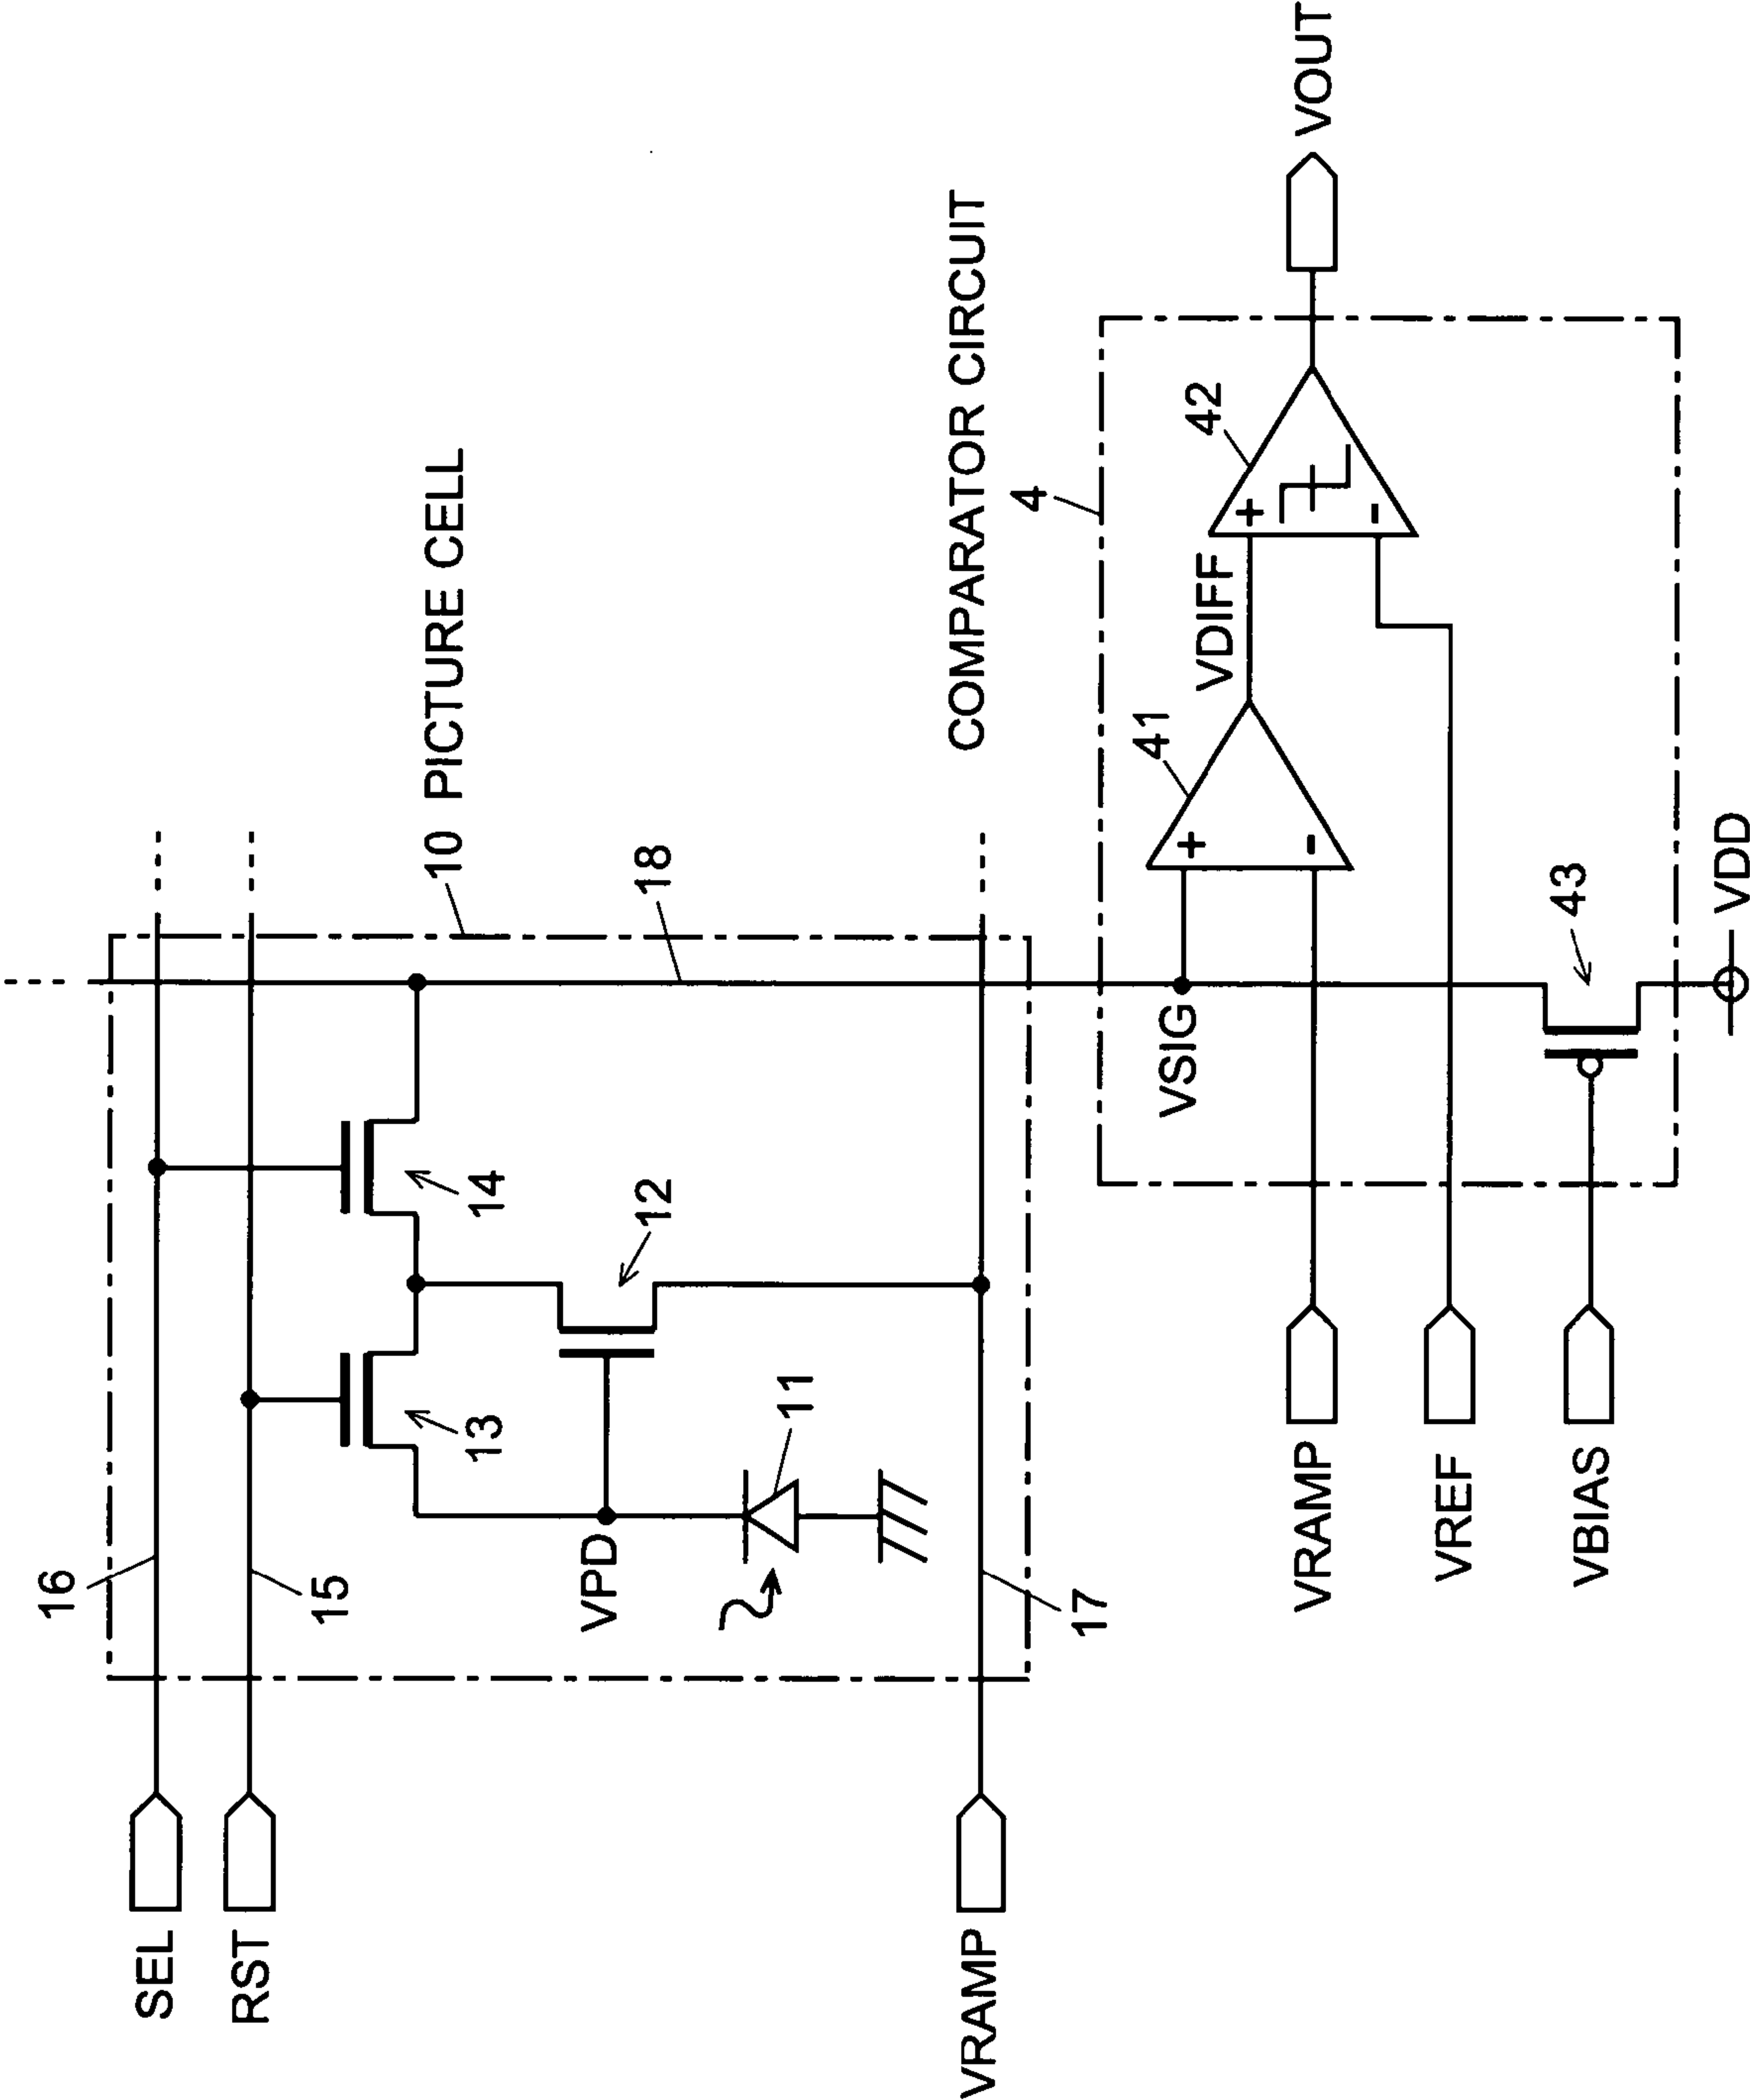 SEL
16
RST
15
10 PICTURE CELL
14
13
12
18
VPD
11
VRAMP
17
COMPARATOR CIRCUIT
4
VSIG
41
+
-
VDIFF
42
+
-
VOUT
VRAMP
VREF
VBIAS
43
VDD